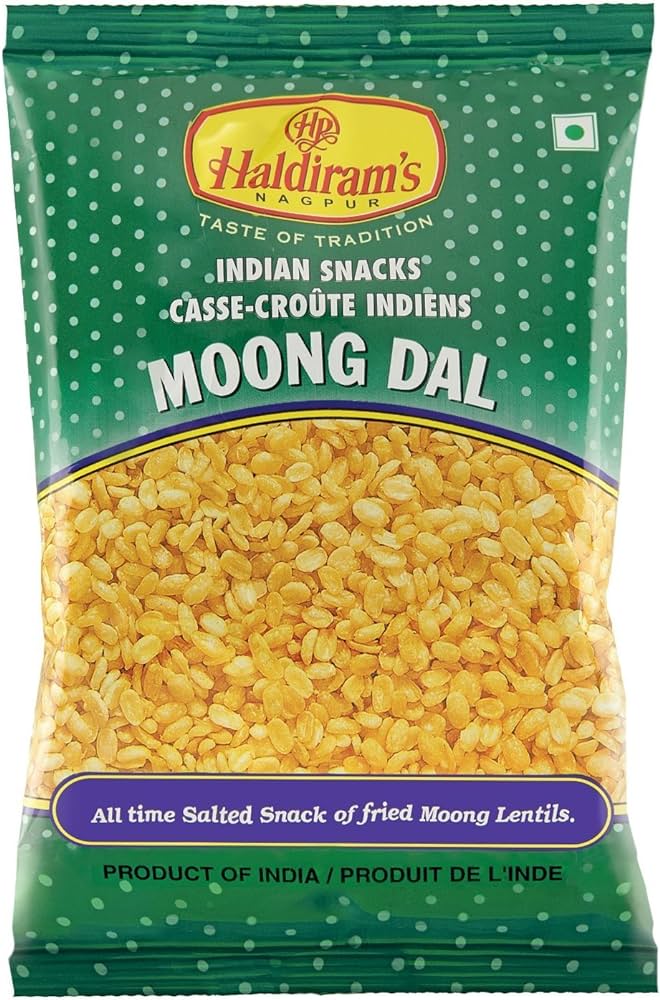 HR
Haldiram's
NAGPUR
TASTE OF TRADITION
INDIAN SNACKS
CASSE-CROÛTE INDIENS
MOONG DAL
All time Salted Snack of fried Moong Lentils.
PRODUCT OF INDIA / PRODUIT DE L'INDE